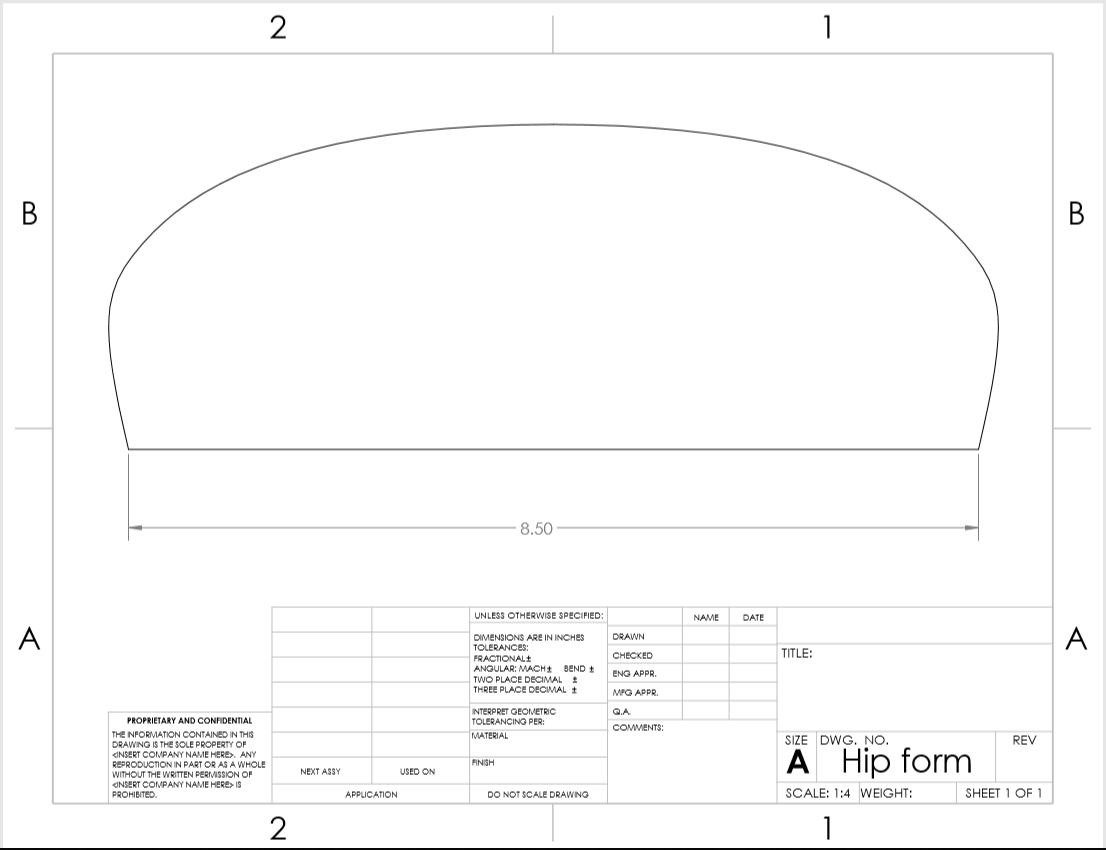 2 1
B B
8.50
A A
UNLESS OTHERWISE SPECIFIED:
DIMENSIONS ARE IN INCHES
TOLERANCES:
FRACTIONAL±
ANGULAR: MACH± BEND ±
TWO PLACE DECIMAL ±
THREE PLACE DECIMAL ±
INTERPRET GEOMETRIC
TOLERANCING PER:
MATERIAL
FINISH
DO NOT SCALE DRAWING
NAME DATE
DRAWN
CHECKED
ENG APPR.
MFG APPR.
Q.A.
COMMENTS:
TITLE:
SIZE DWG. NO. REV
A Hip form
SCALE: 1:4 WEIGHT: SHEET 1 OF 1
PROPRIETARY AND CONFIDENTIAL
THE INFORMATION CONTAINED IN THIS
DRAWING IS THE SOLE PROPERTY OF
<INSERT COMPANY NAME HERE>. ANY
REPRODUCTION IN PART OR AS A WHOLE
WITHOUT THE WRITTEN PERMISSION OF
<INSERT COMPANY NAME HERE> IS
PROHIBITED.
NEXT ASSY USED ON
APPLICATION
2 1